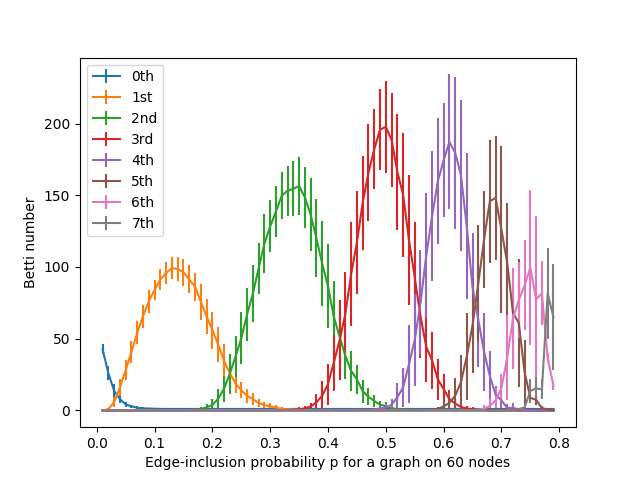 0th
1st
2nd
3rd
4th
5th
6th
7th
200
150
100
50
0
Betti number
0.0 0.1 0.2 0.3 0.4 0.5 0.6 0.7 0.8
Edge-inclusion probability p for a graph on 60 nodes